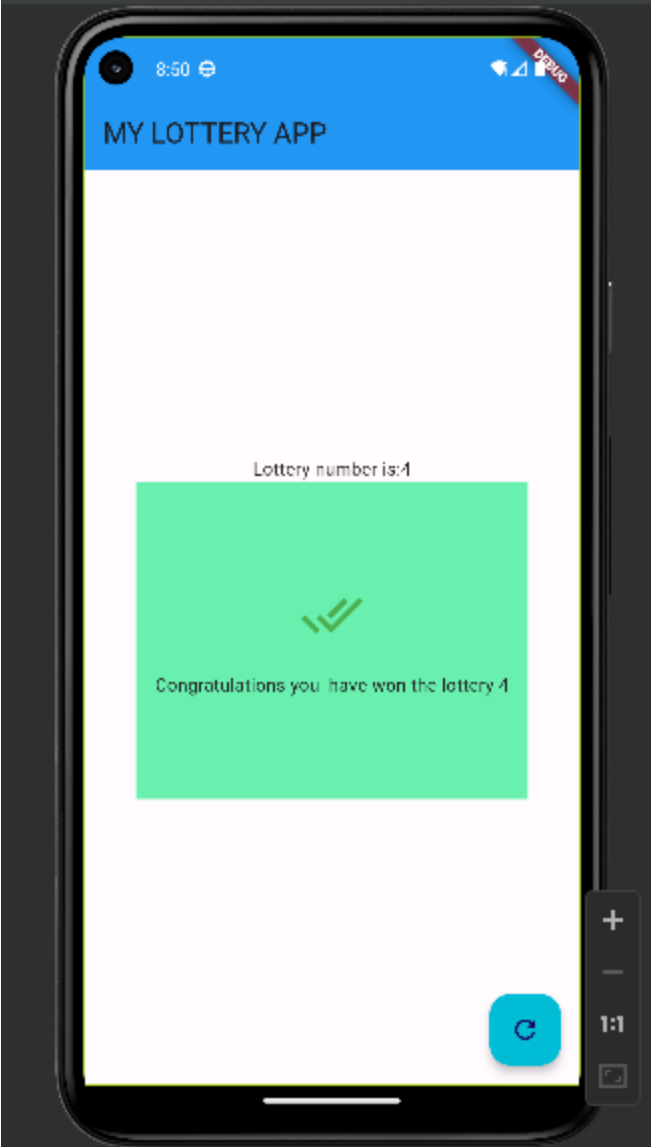 8:50
DEBUG
MY LOTTERY APP
Lottery number is:4
Congratulations you have won the lottery 4
1:1